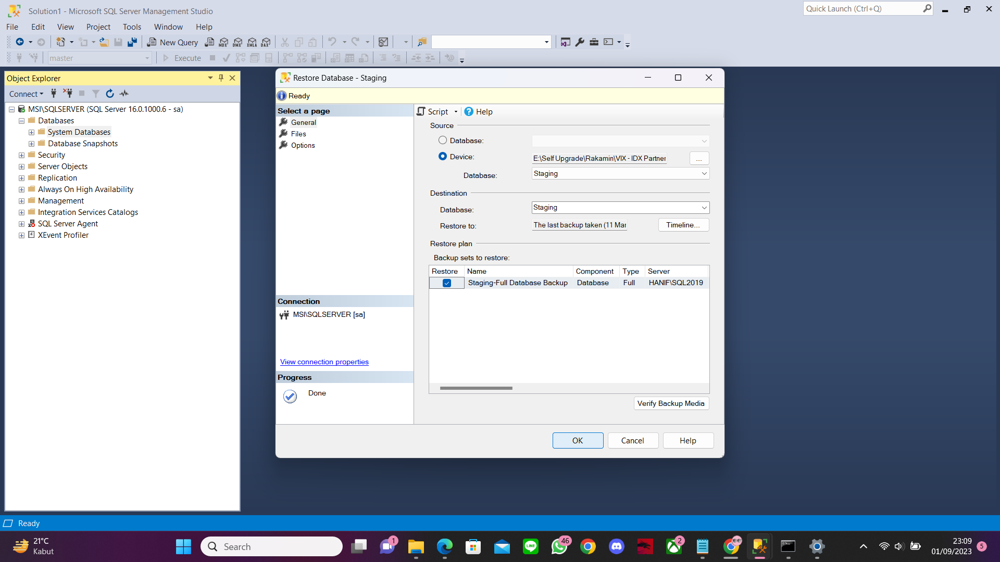 Solution1 - Microsoft SQL Server Management Studio
Quick Launch (Ctrl+Q)
File Edit View Project Tools Window Help
New Query MDX DMX XMLA DAX
master Execute
Object Explorer
Connect
MSI\SQLSERVER (SQL Server 16.0.1000.6 - sa)
Databases
System Databases
Database Snapshots
Security
Server Objects
Replication
Always On High Availability
Management
Integration Services Catalogs
SQL Server Agent
XEvent Profiler
Restore Database - Staging
Ready
Select a page
General
Files
Options
Connection
MSI\SQLSERVER [sa]
View connection properties
Progress
Done
Script Help
Source
Database:
Device: E:\Self Upgrade\Rakamin\VIX - IDX Partner ...
Database: Staging
Destination
Database: Staging
Restore to: The last backup taken (11 Mar Timeline...
Restore plan
Backup sets to restore:
Restore Name Component Type Server
Staging-Full Database Backup Database Full HANIF\SQL2019
Verify Backup Media
OK Cancel Help
Ready
21°C
Kabut
Search
1
LINE
46
2
23:09
01/09/2023
5